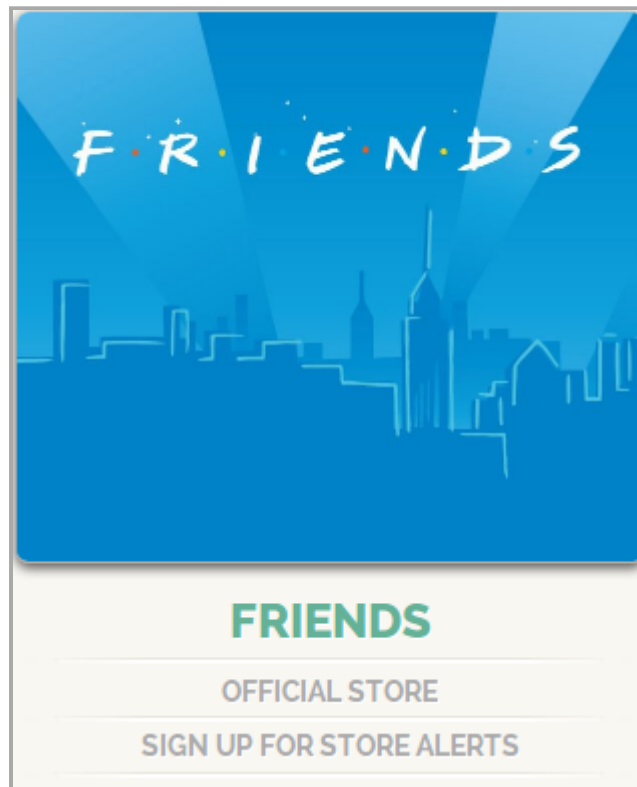 F·R·I·E·N·D·S
FRIENDS
OFFICIAL STORE
SIGN UP FOR STORE ALERTS